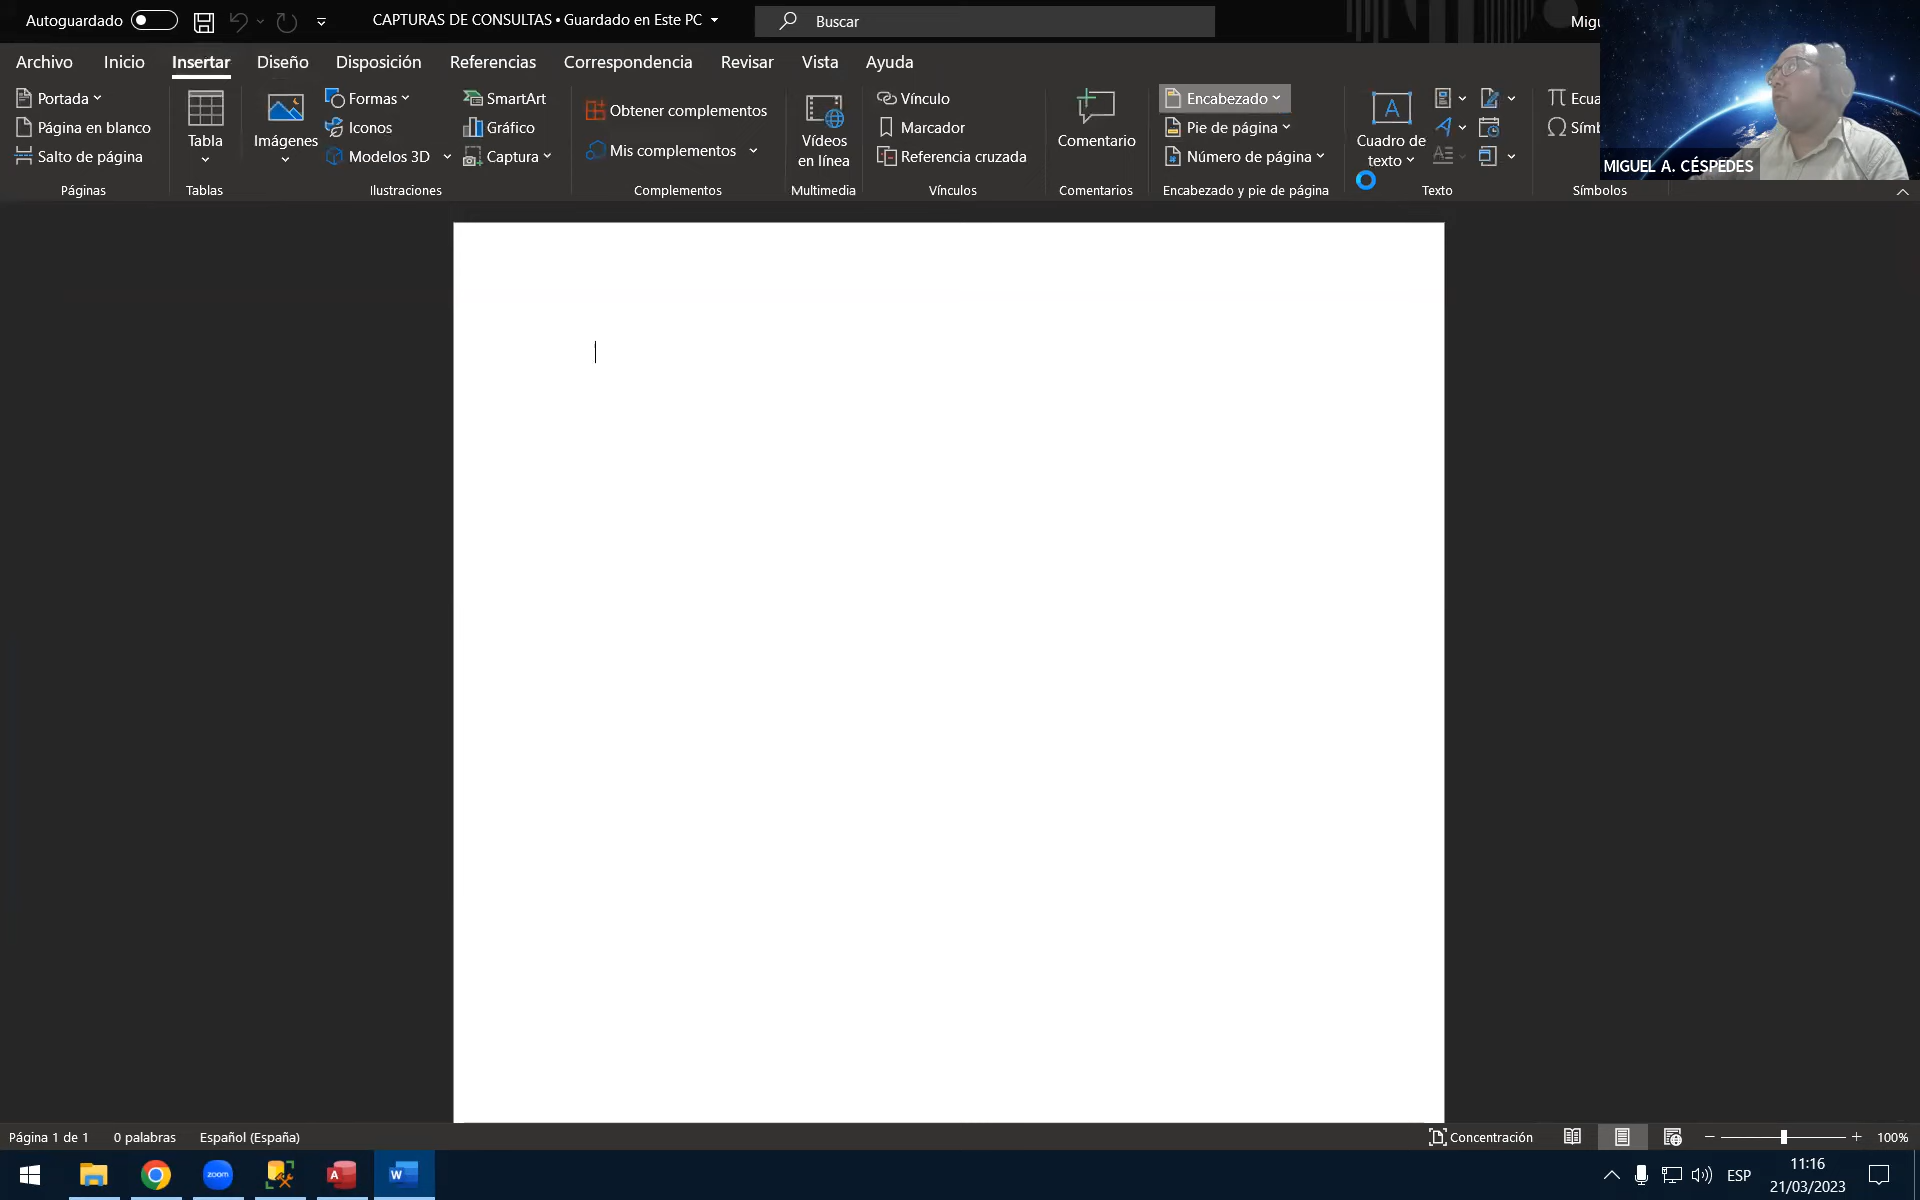 Autoguardado
CAPTURAS DE CONSULTAS • Guardado en Este PC
Buscar
Archivo Inicio Insertar Diseño Disposición Referencias Correspondencia Revisar Vista Ayuda
Portada
Página en blanco
Salto de página
Páginas
Tabla
Tablas
Imágenes
Formas
Iconos
Modelos 3D
SmartArt
Gráfico
Captura
Ilustraciones
Obtener complementos
Mis complementos
Complementos
Vídeos
en línea
Multimedia
Vínculo
Marcador
Referencia cruzada
Vínculos
Comentario
Comentarios
Encabezado
Pie de página
Número de página
Encabezado y pie de página
Cuadro de
texto
Texto
Símbolos
MIGUEL A. CÉSPEDES
Página 1 de 1 0 palabras Español (España)
Concentración
100%
zoom
ESP
11:16
21/03/2023